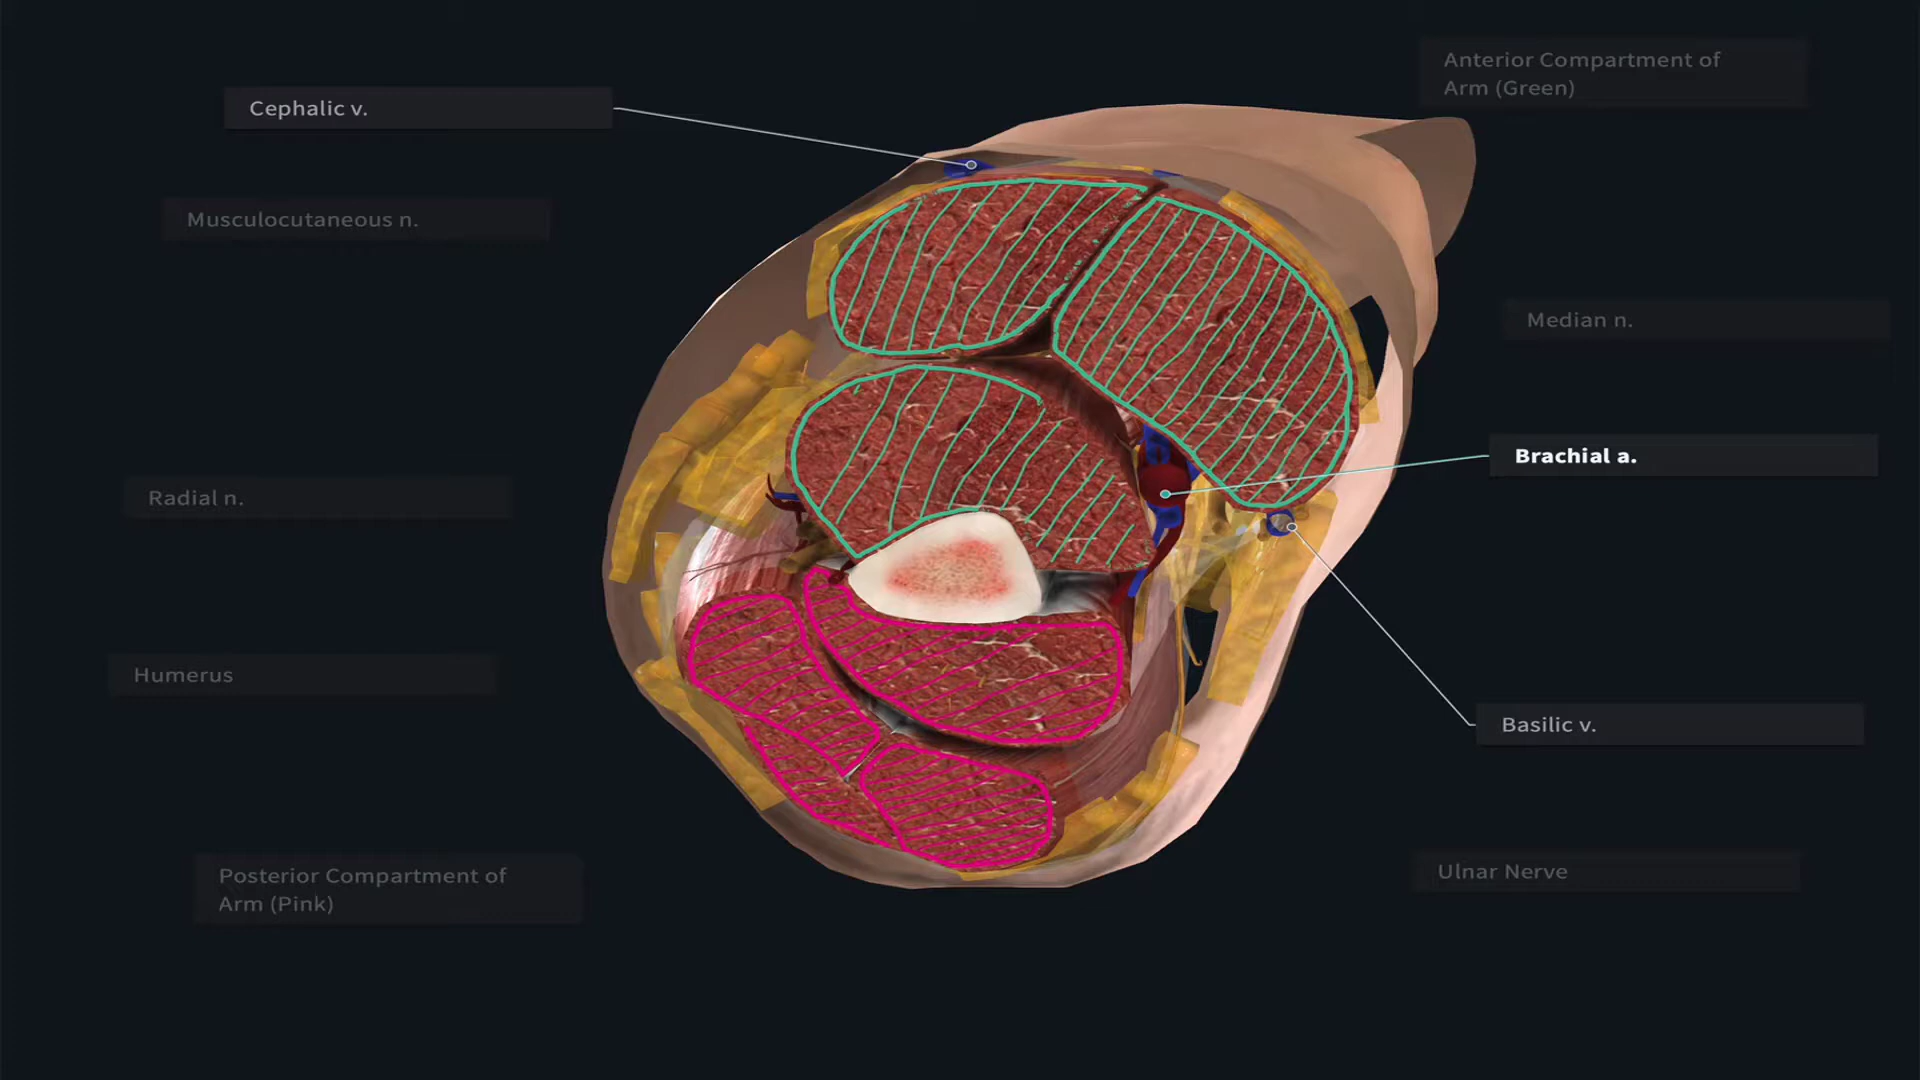 Anterior Compartment of
Arm (Green)
Cephalic v.
Musculocutaneous n.
Median n.
Brachial a.
Radial n.
Humerus
Basilic v.
Posterior Compartment of
Arm (Pink)
Ulnar Nerve